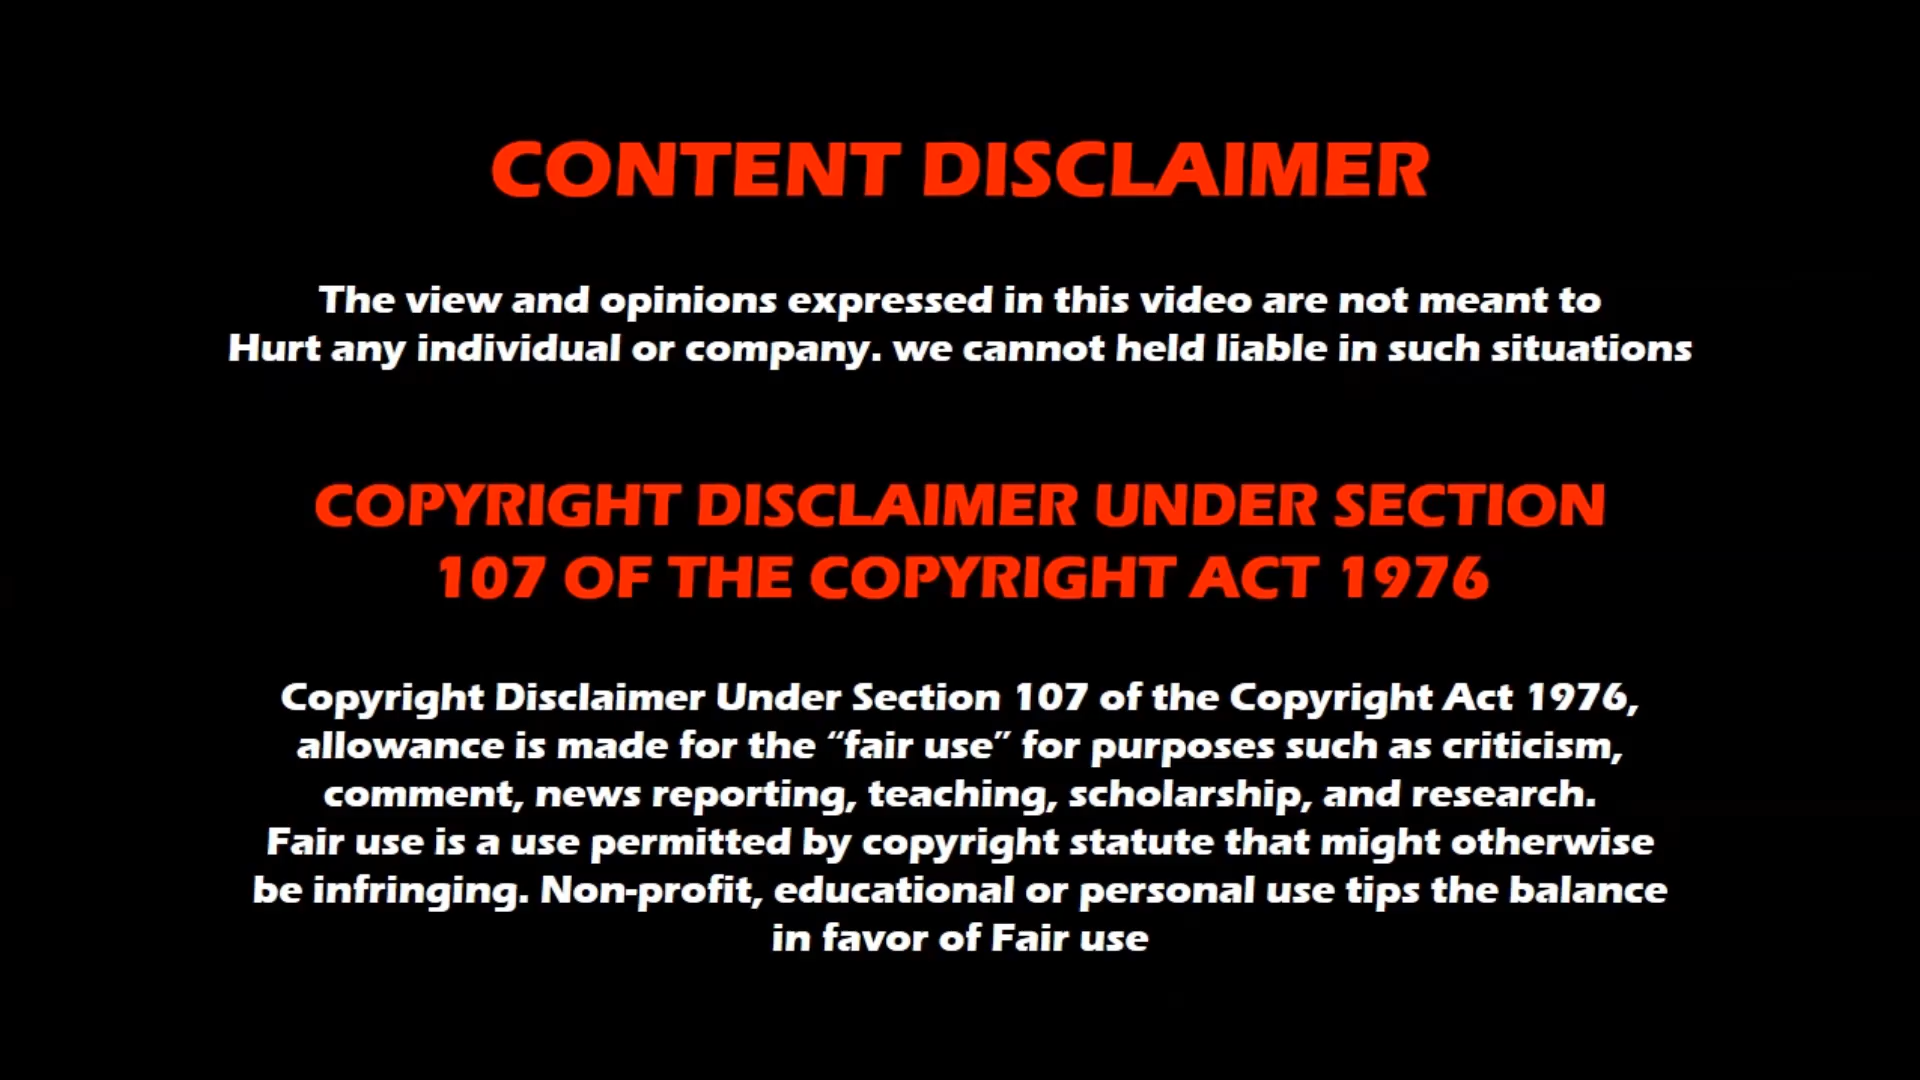 CONTENT DISCLAIMER
The view and opinions expressed in this video are not meant to
Hurt any individual or company. we cannot held liable in such situations
COPYRIGHT DISCLAIMER UNDER SECTION
107 OF THE COPYRIGHT ACT 1976
Copyright Disclaimer Under Section 107 of the Copyright Act 1976,
allowance is made for the “fair use” for purposes such as criticism,
comment, news reporting, teaching, scholarship, and research.
Fair use is a use permitted by copyright statute that might otherwise
be infringing. Non-profit, educational or personal use tips the balance
in favor of Fair use